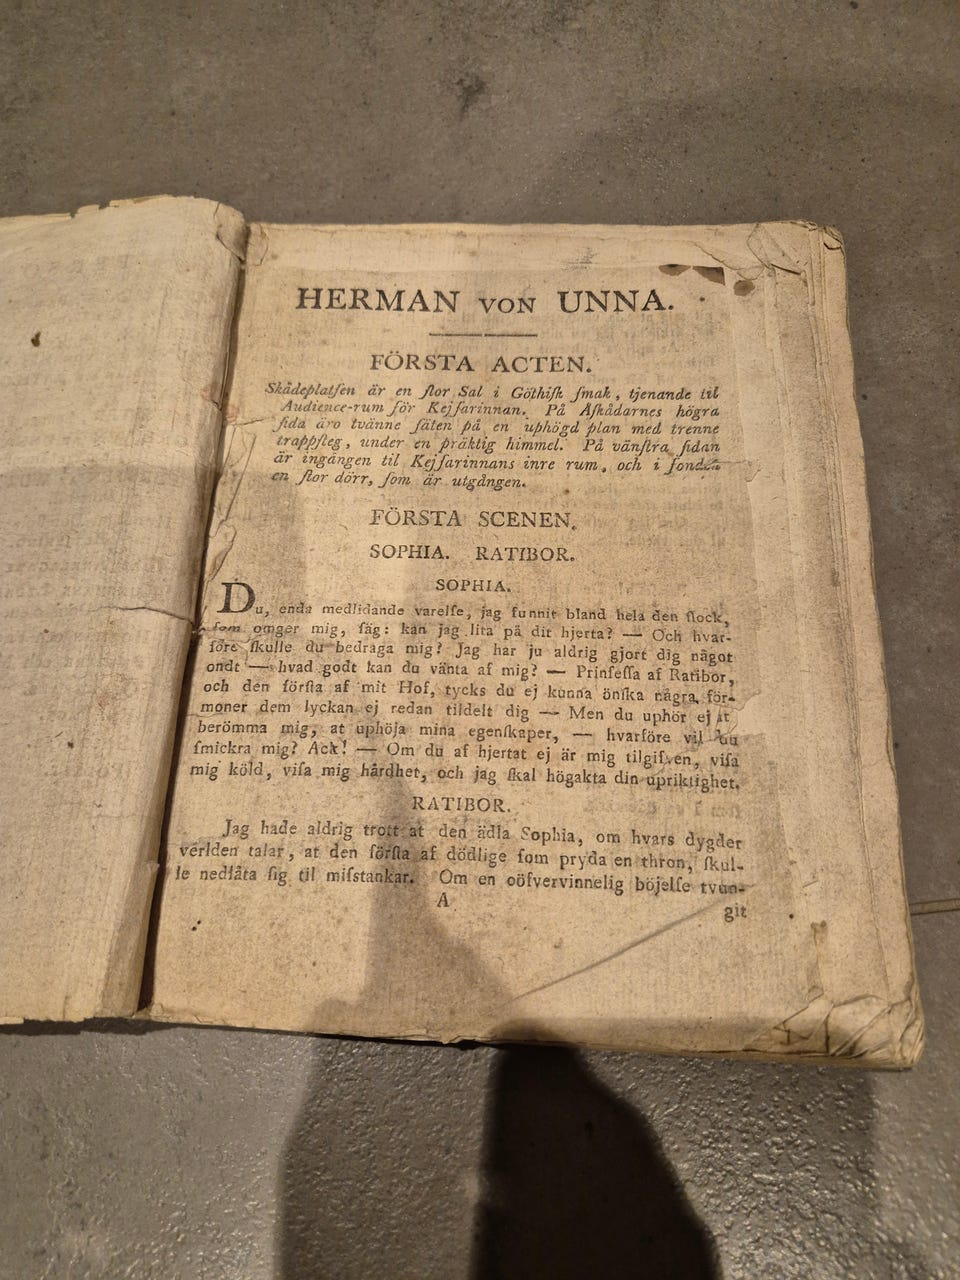 HERMAN VON UNNA.
FÖRSTA ACTEN.
Skådeplatſen är en ſtor Sal i Göthiſk ſmak, tjenande til
Audience-rum för Kejſarinnan. På Åſkådarnes högra
ſida äro tvänne ſäten på en uphögd plan med trenne
trappſteg, under en präktig himmel. På vänſtra ſidan
är ingången til Kejſarinnans inre rum, och i fonden
en ſtor dörr, ſom är utgången.
FÖRSTA SCENEN.
SOPHIA. RATIBOR.
SOPHIA.
Du, enda medlidande varelſe, jag funnit bland hela den flock,
ſom omger mig, ſäg: kan jag lita på dit hjerta? — Och hvar-
före ſkulle du bedraga mig? Jag har ju aldrig gjort dig något
ondt — hvad godt kan du vänta af mig? — Prinſeſſa af Ratibor,
och den förſta af mit Hof, tycks du ej kunna önſka några för-
moner dem lyckan ej redan tildelt dig — Men du uphör ej at
berömma mig, at uphöja mina egenſkaper, — hvarföre vil du
ſmickra mig? Ack! — Om du af hjertat ej är mig tilgifven, viſa
mig köld, viſa mig hårdhet, och jag ſkal högakta din upriktighet.
RATIBOR.
Jag hade aldrig trott at den ädla Sophia, om hvars dygder
verlden talar, at den förſta af dödlige ſom pryda en thron, ſkul-
le nedlåta ſig til miſstankar. Om en oöfvervinnelig böjelſe tvun-
A
git